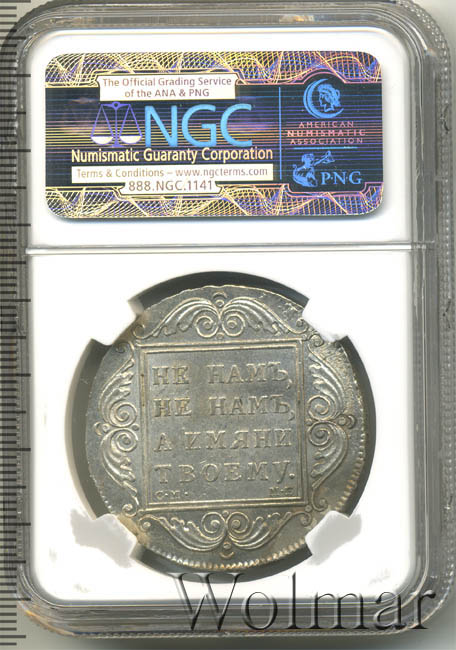 The Official Grading Service
of the ANA & PNG
NGC
Numismatic Guaranty Corporation
Terms & Conditions – www.ngcterms.com
888.NGC.1141
AMERICAN
NUMISMATIC
ASSOCIATION
P·N·G
НЕ НАМЪ,
НЕ НАМЪ,
А ИМЯНИ
ТВОЕМУ.
С·М·
Wolmar